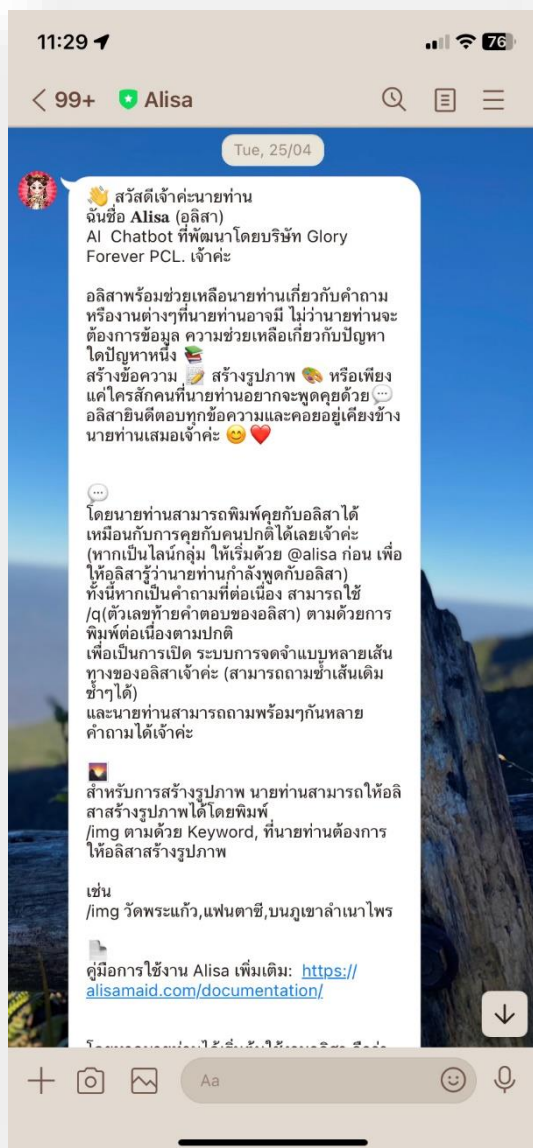 11:29
76
99+ Alisa
Tue, 25/04
👋 สวัสดีเจ้าค่ะนายท่าน
ฉันชื่อ Alisa (อลิสา)
AI Chatbot ที่พัฒนาโดยบริษัท Glory
Forever PCL. เจ้าค่ะ
อลิสาพร้อมช่วยเหลือนายท่านเกี่ยวกับคำถาม
หรืองานต่างๆที่นายท่านอาจมี ไม่ว่านายท่านจะ
ต้องการข้อมูล ความช่วยเหลือเกี่ยวกับปัญหา
ใดปัญหาหนึ่ง 📚
สร้างข้อความ 📝 สร้างรูปภาพ 🎨 หรือเพียง
แค่ใครสักคนที่นายท่านอยากจะพูดคุยด้วย 💬
อลิสายินดีตอบทุกข้อความและคอยอยู่เคียงข้าง
นายท่านเสมอเจ้าค่ะ 😊 ❤️
💬
โดยนายท่านสามารถพิมพ์คุยกับอลิสาได้
เหมือนกับการคุยกับคนปกติได้เลยเจ้าค่ะ
(หากเป็นไลน์กลุ่ม ให้เริ่มด้วย @alisa ก่อน เพื่อ
ให้อลิสารู้ว่านายท่านกำลังพูดกับอลิสา)
ทั้งนี้หากเป็นคำถามที่ต่อเนื่อง สามารถใช้
/q(ตัวเลขท้ายคำตอบของอลิสา) ตามด้วยการ
พิมพ์ต่อเนื่องตามปกติ
เพื่อเป็นการเปิด ระบบการจดจำแบบหลายเส้น
ทางของอลิสาเจ้าค่ะ (สามารถถามซ้ำเส้นเดิม
ซ้ำๆได้)
และนายท่านสามารถถามพร้อมๆกันหลาย
คำถามได้เจ้าค่ะ
🌄
สำหรับการสร้างรูปภาพ นายท่านสามารถให้อลิ
สาสร้างรูปภาพได้โดยพิมพ์
/img ตามด้วย Keyword, ที่นายท่านต้องการ
ให้อลิสาสร้างรูปภาพ
เช่น
/img วัดพระแก้ว,แฟนตาซี,บนภูเขาลำเนาไพร
📄
คู่มือการใช้งาน Alisa เพิ่มเติม: https://
alisamaid.com/documentation/
Aa